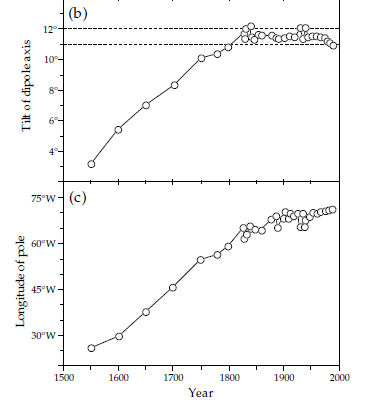 (b)
12°
10°
8°
6°
4°
Tilt of dipole axis
(c)
75°W
60°W
45°W
30°W
Longitude of pole
1500 1600 1700 1800 1900 2000
Year